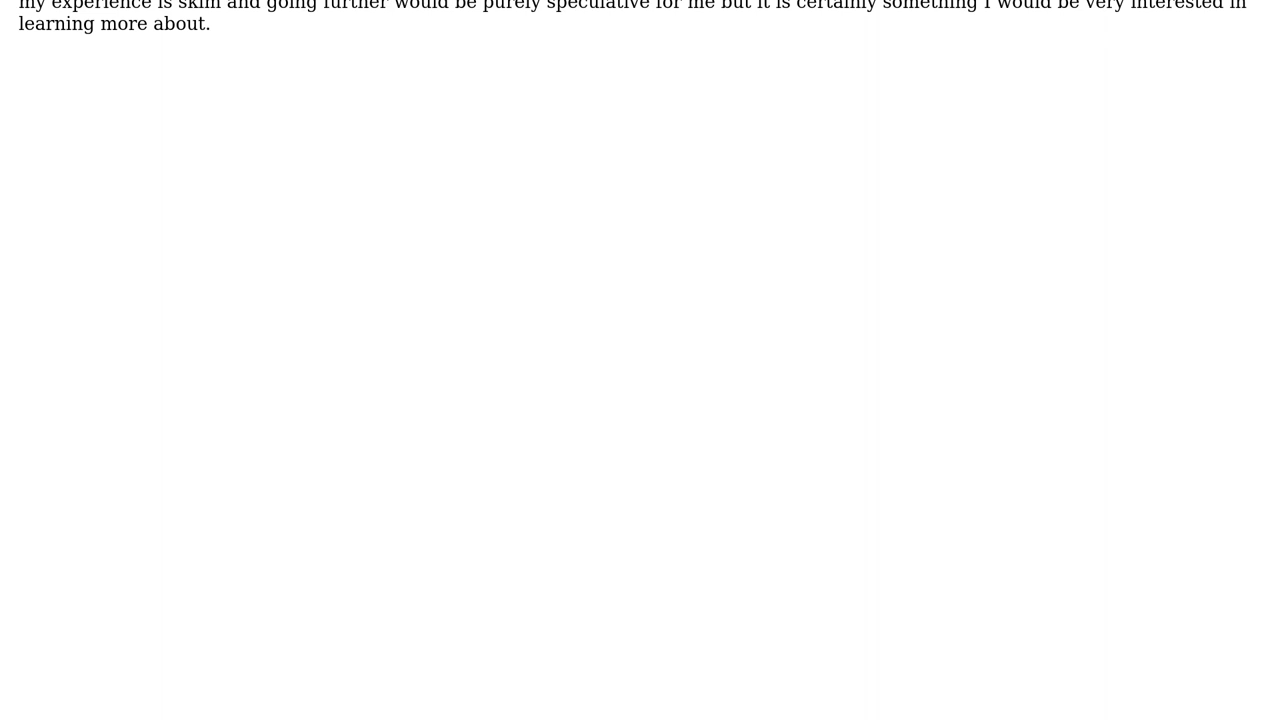 my experience is skim and going further would be purely speculative for me but it is certainly something I would be very interested in
learning more about.